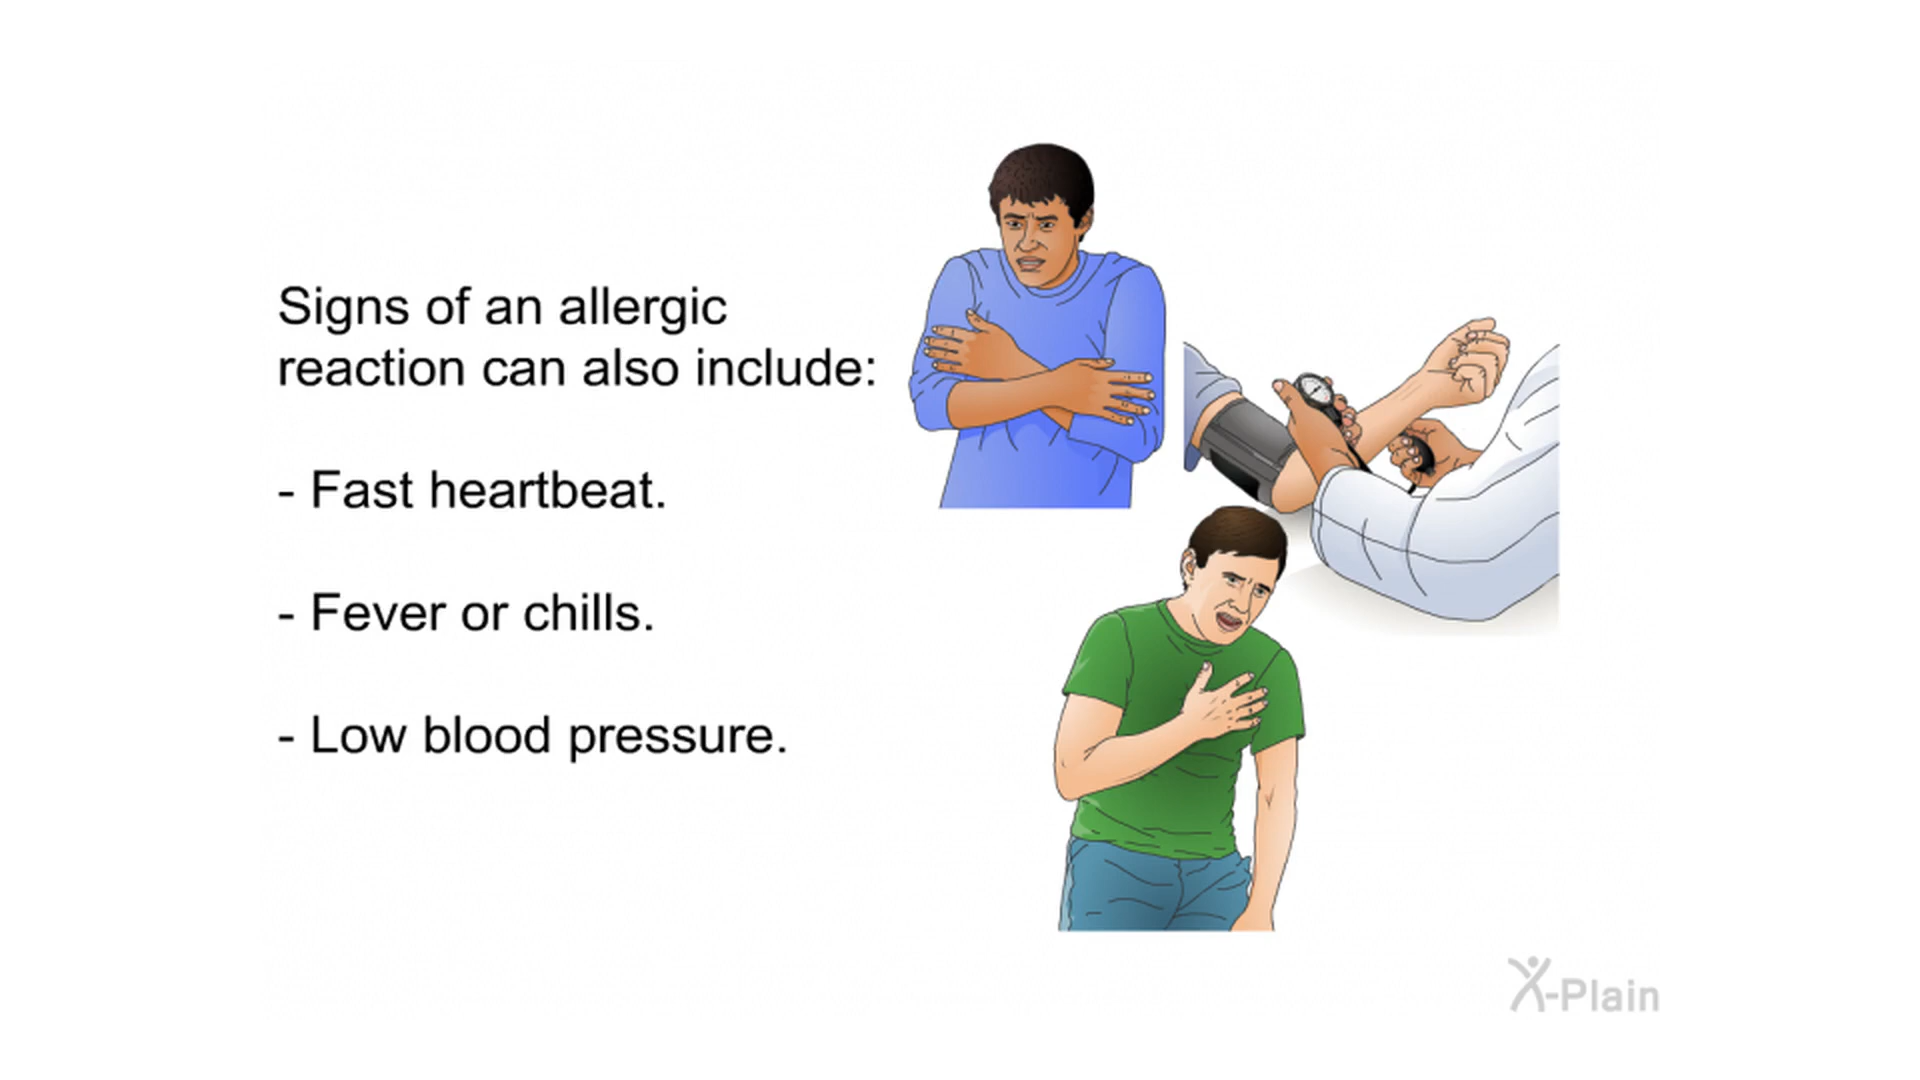 Signs of an allergic
reaction can also include:
- Fast heartbeat.
- Fever or chills.
- Low blood pressure.
X-Plain